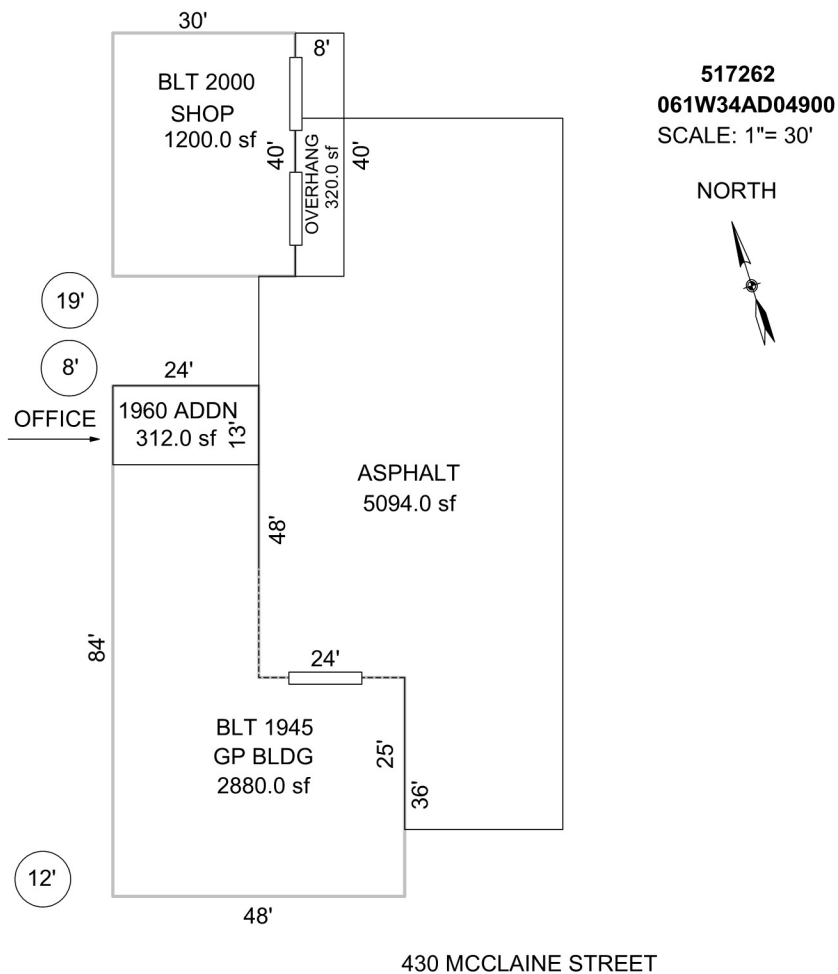 30'
8'
BLT 2000
SHOP
1200.0 sf
40'
OVERHANG
320.0 sf
40'
517262
061W34AD04900
SCALE: 1"= 30'
NORTH
19'
8'
24'
OFFICE
1960 ADDN
312.0 sf
13'
ASPHALT
5094.0 sf
48'
84'
24'
BLT 1945
GP BLDG
2880.0 sf
25'
36'
12'
48'
430 MCCLAINE STREET